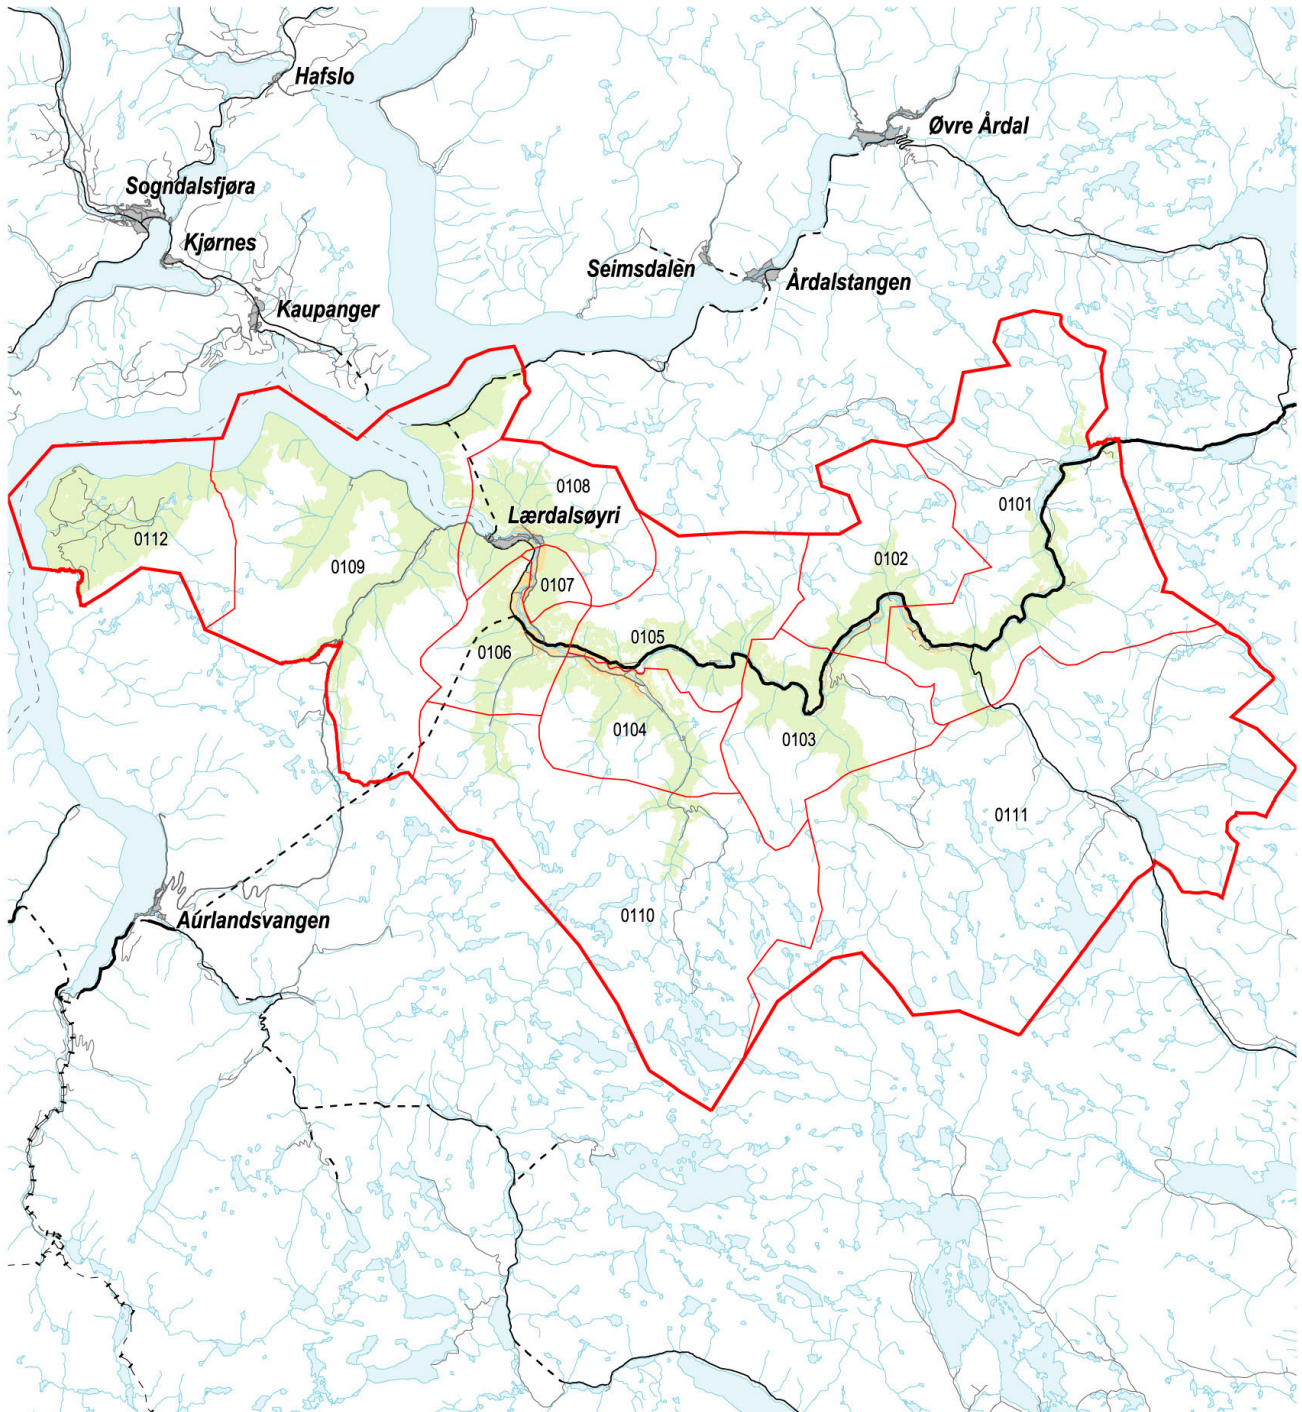 Hafslo
Øvre Årdal
Sogndalsfjøra
Kjørnes
Seimsdalen
Årdalstangen
Kaupanger
0108
0101
Lærdalsøyri
0112
0102
0109
0107
0105
0106
0104
0103
0111
0110
Aurlandsvangen